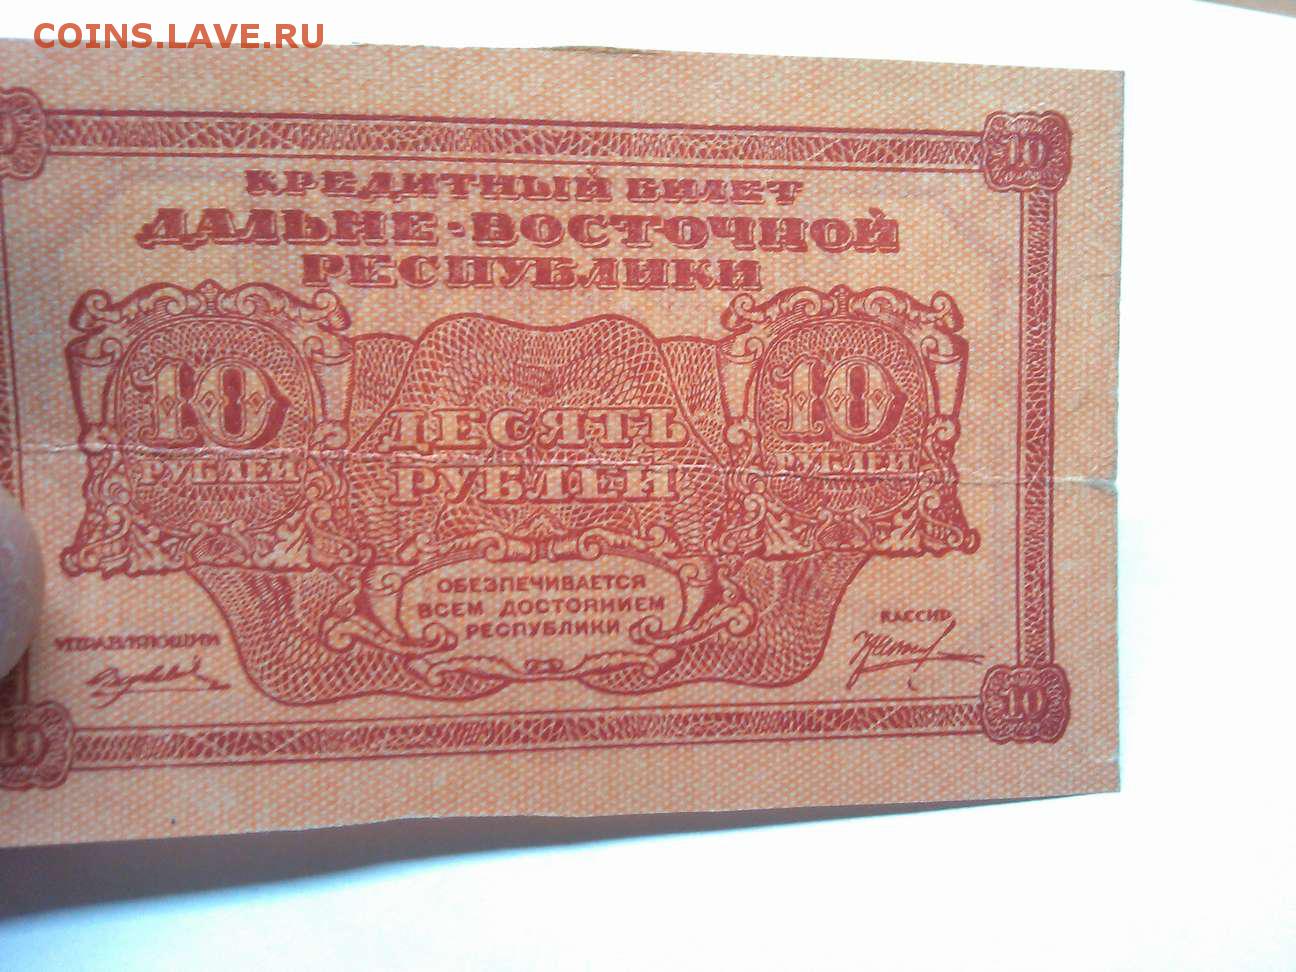 COINS.LAVE.RU
10
КРЕДИТНЫЙ БИЛЕТ
ДАЛЬНЕ-ВОСТОЧНОЙ
РЕСПУБЛИКИ
10
РУБЛЕЙ
ДЕСЯТЬ
РУБЛЕЙ
10
РУБЛЕЙ
ОБЕЗПЕЧИВАЕТСЯ
ВСЕМ ДОСТОЯНИЕМ
РЕСПУБЛИКИ
УПРАВЛЯЮЩИЙ
КАССИР
10
10